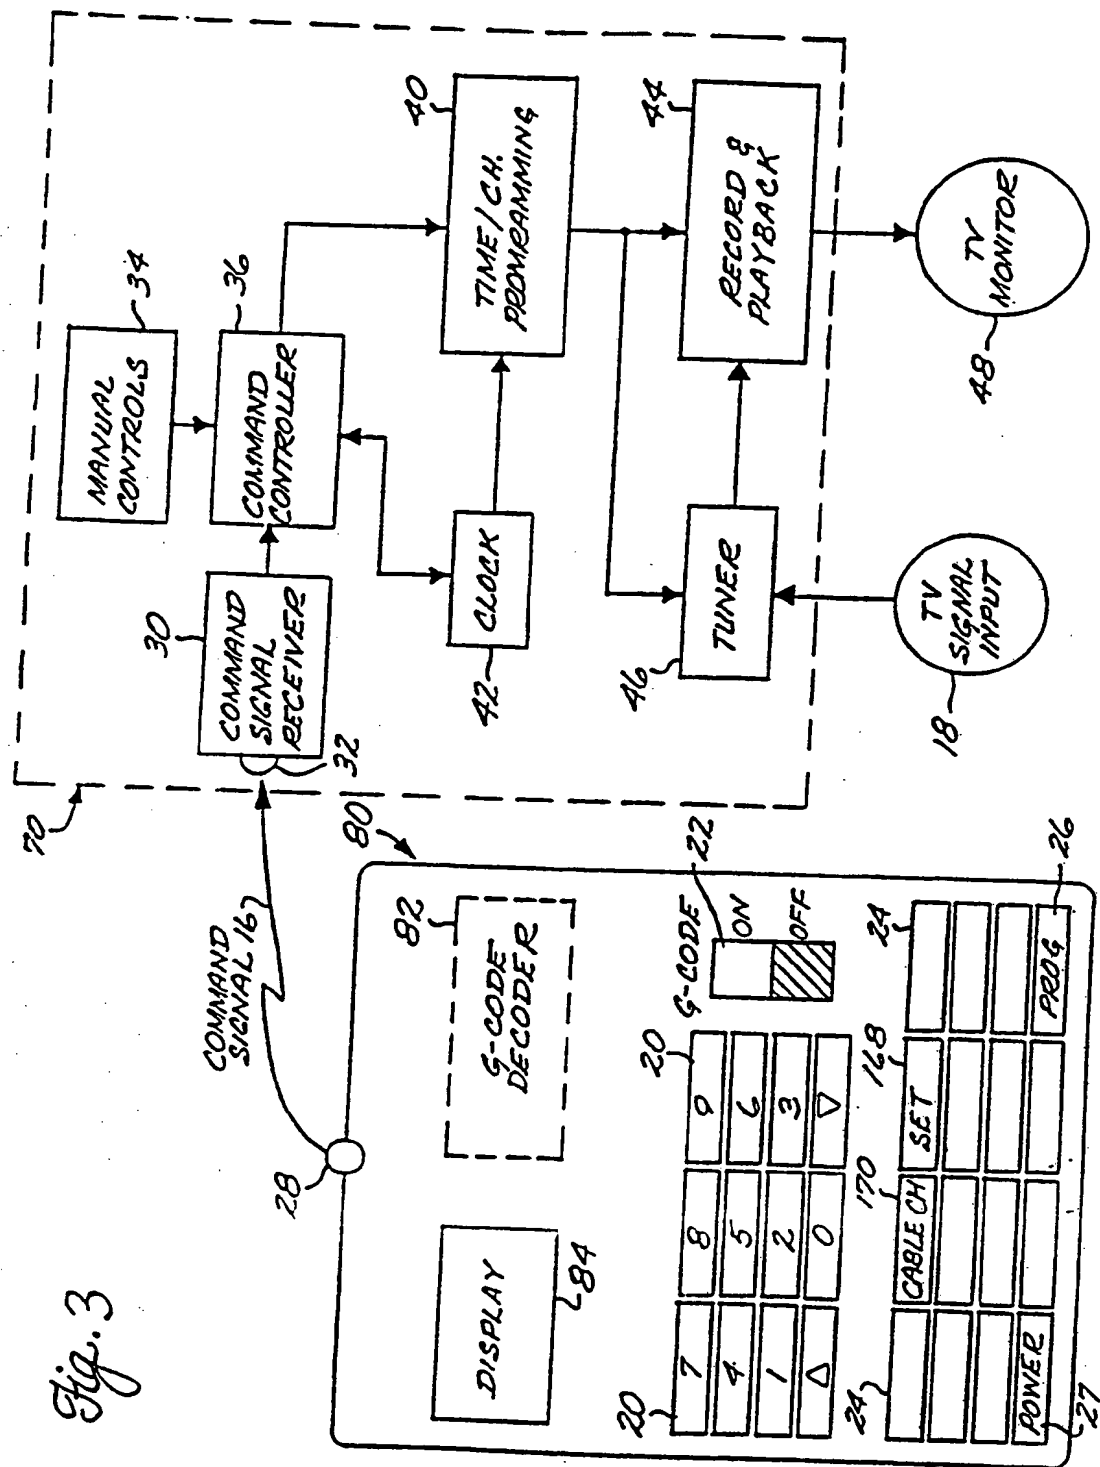 Fig. 3
70
COMMAND
SIGNAL 16
28
80
DISPLAY
84
82
G-CODE
DECODER
20
20
7 8 9
4 5 6
1 2 3
△ 0 ▽
G-CODE
22
ON
OFF
24
170
168
24
CABLE CH
SET
POWER
PROG
27
26
MANUAL
CONTROLS
34
30
COMMAND
SIGNAL
RECEIVER
32
COMMAND
CONTROLLER
36
CLOCK
42
40
TIME/CH.
PROMRAMMING
46
TUNER
44
RECORD &
PLAYBACK
18
TV
SIGNAL
INPUT
48
TV
MONITOR